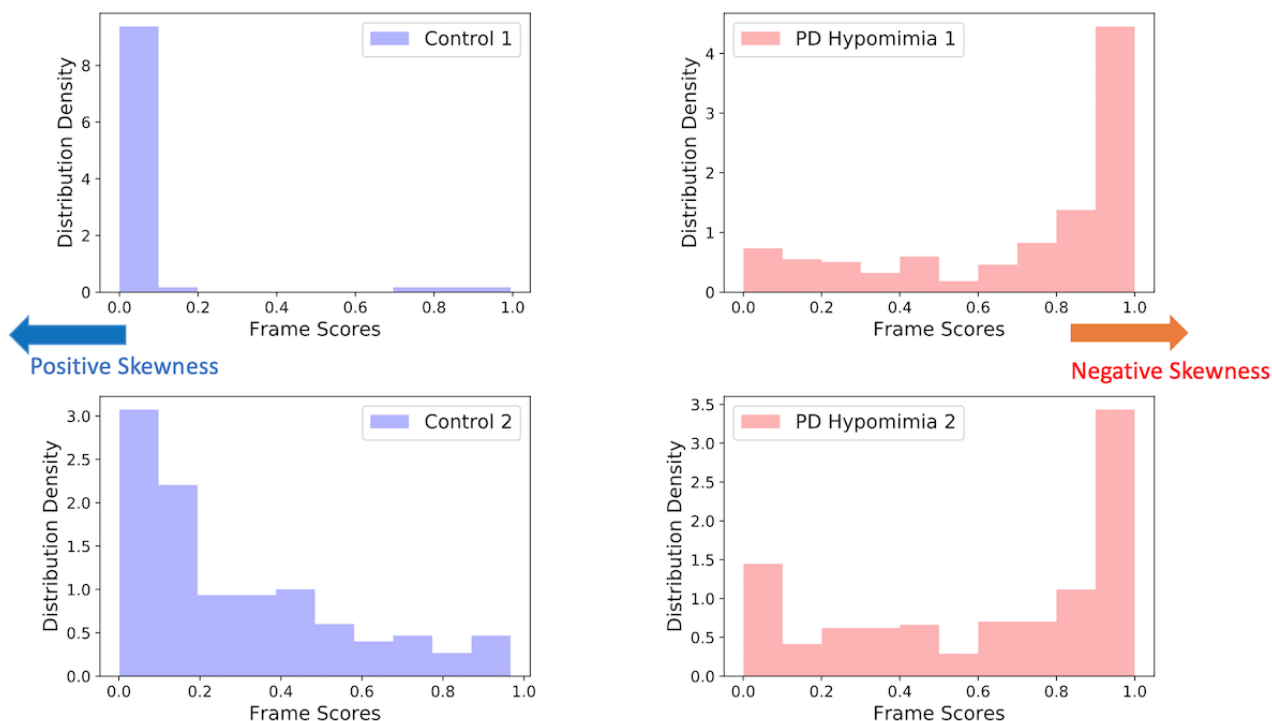 Control 1
Distribution Density
8
6
4
2
0
0.0 0.2 0.4 0.6 0.8 1.0
Frame Scores
PD Hypomimia 1
Distribution Density
4
3
2
1
0
0.0 0.2 0.4 0.6 0.8 1.0
Frame Scores
Positive Skewness
Negative Skewness
Control 2
Distribution Density
3.0
2.5
2.0
1.5
1.0
0.5
0.0
0.0 0.2 0.4 0.6 0.8 1.0
Frame Scores
PD Hypomimia 2
Distribution Density
3.5
3.0
2.5
2.0
1.5
1.0
0.5
0.0
0.0 0.2 0.4 0.6 0.8 1.0
Frame Scores